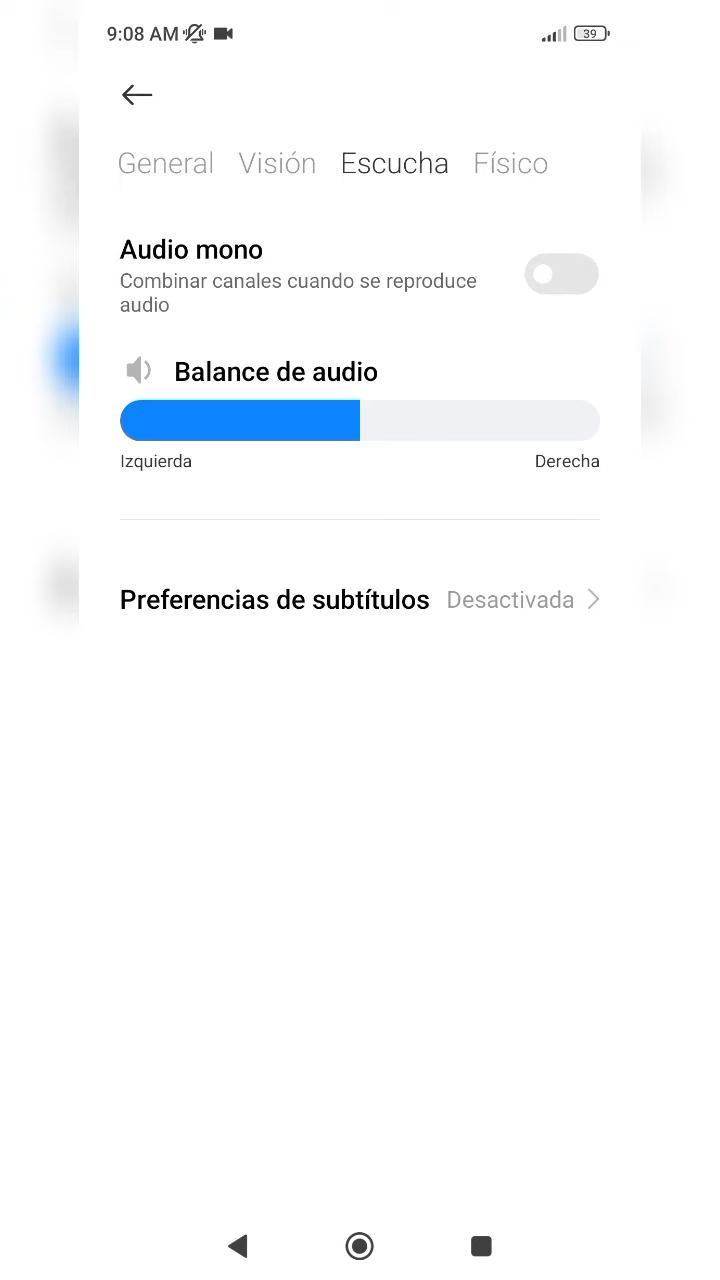 9:08 AM 39
General Visión Escucha Físico
Audio mono
Combinar canales cuando se reproduce
audio
Balance de audio
Izquierda Derecha
Preferencias de subtítulos Desactivada